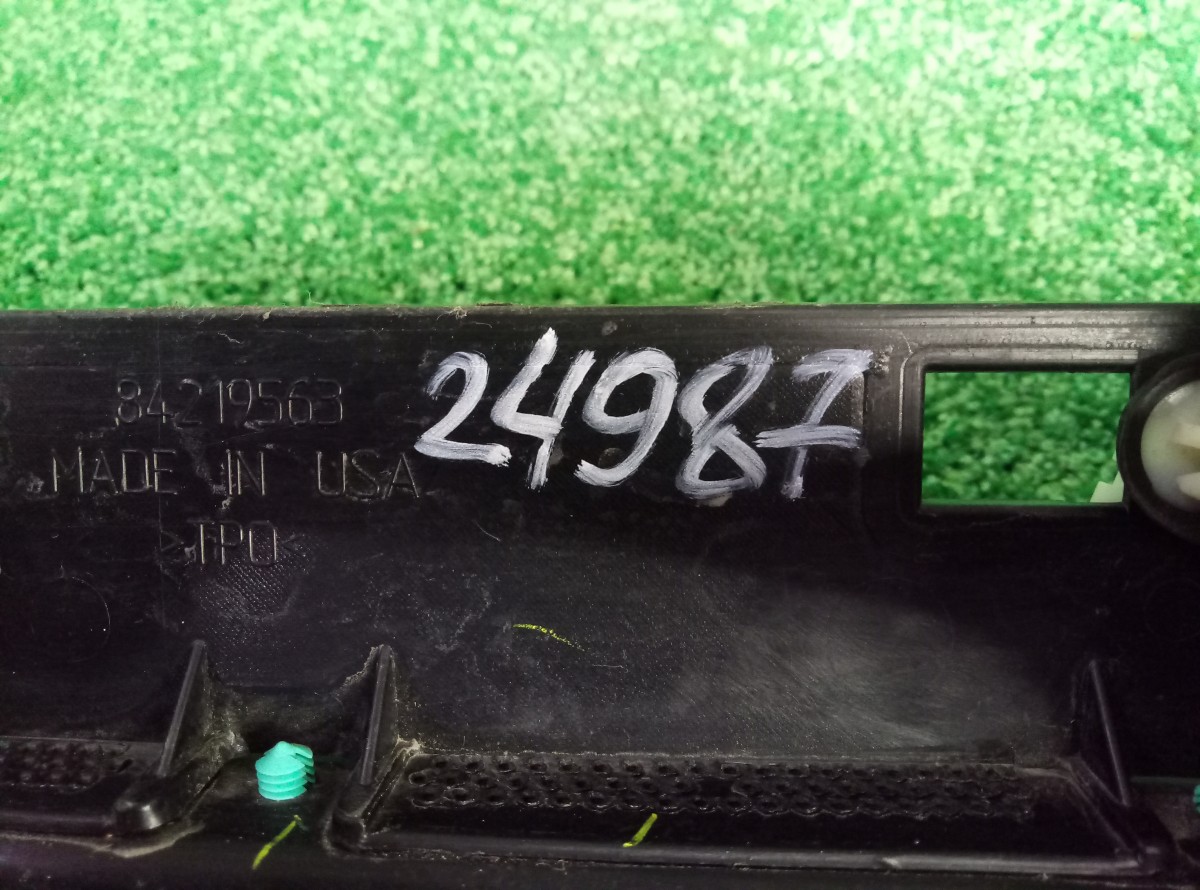 84219563
24987
MADE IN USA
>TPO<